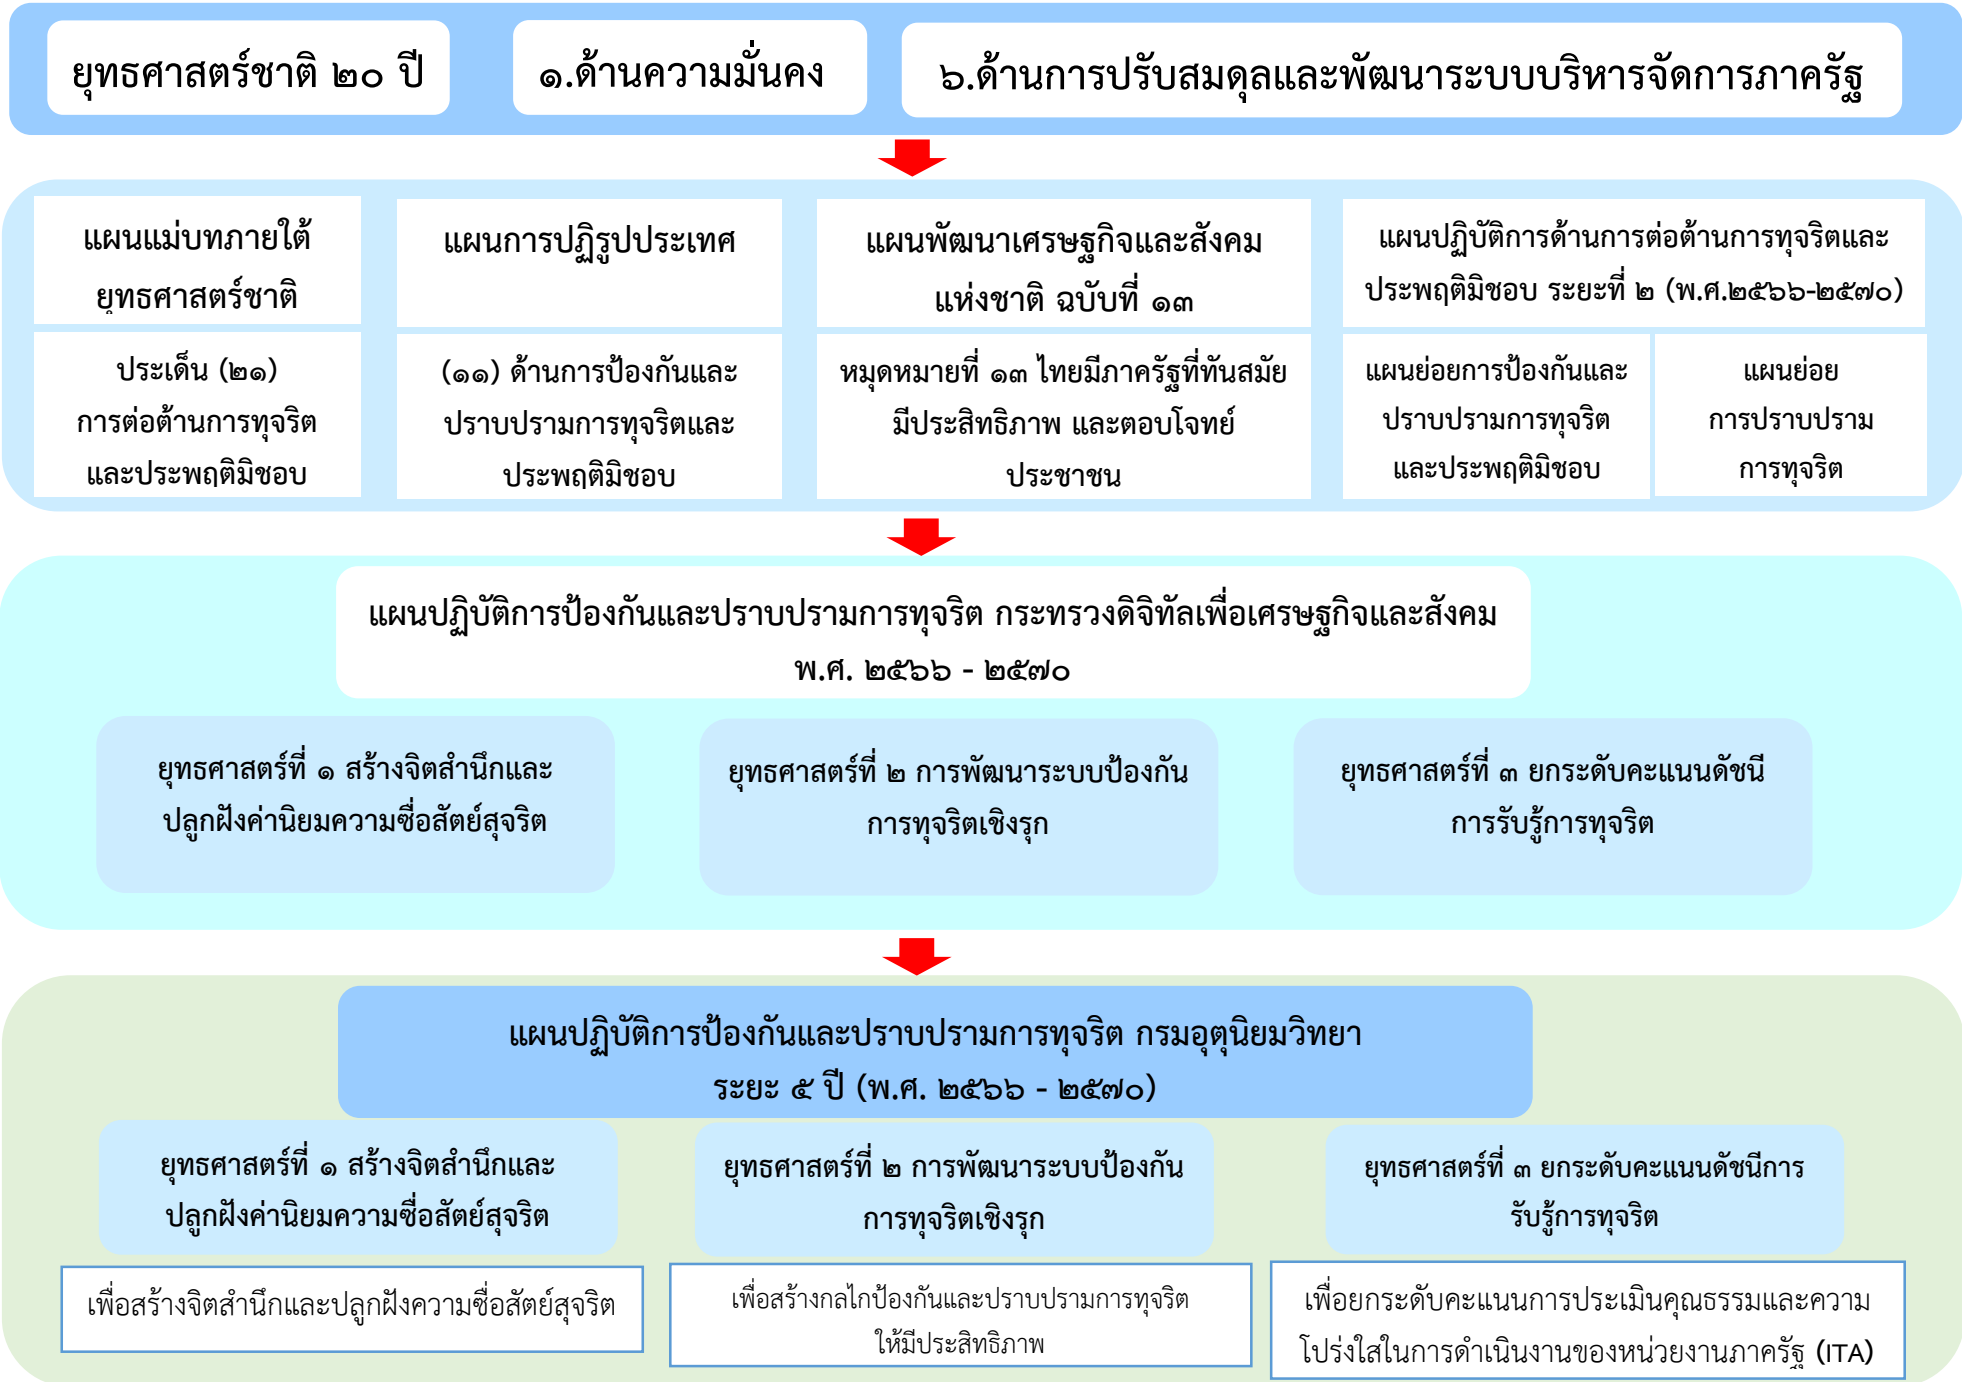 ยุทธศาสตร์ชาติ ๒๐ ปี
๑.ด้านความมั่นคง
๖.ด้านการปรับสมดุลและพัฒนาระบบบริหารจัดการภาครัฐ
แผนแม่บทภายใต้
ยุทธศาสตร์ชาติ
แผนการปฏิรูปประเทศ
แผนพัฒนาเศรษฐกิจและสังคม
แห่งชาติ ฉบับที่ ๑๓
แผนปฏิบัติการด้านการต่อต้านการทุจริตและ
ประพฤติมิชอบ ระยะที่ ๒ (พ.ศ.๒๕๖๖-๒๕๗๐)
ประเด็น (๒๑)
การต่อต้านการทุจริต
และประพฤติมิชอบ
(๑๑) ด้านการป้องกันและ
ปราบปรามการทุจริตและ
ประพฤติมิชอบ
หมุดหมายที่ ๑๓ ไทยมีภาครัฐที่ทันสมัย
มีประสิทธิภาพ และตอบโจทย์
ประชาชน
แผนย่อยการป้องกันและ
ปราบปรามการทุจริต
และประพฤติมิชอบ
แผนย่อย
การปราบปราม
การทุจริต
แผนปฏิบัติการป้องกันและปราบปรามการทุจริต กระทรวงดิจิทัลเพื่อเศรษฐกิจและสังคม
พ.ศ. ๒๕๖๖ - ๒๕๗๐
ยุทธศาสตร์ที่ ๑ สร้างจิตสำนึกและ
ปลูกฝังค่านิยมความซื่อสัตย์สุจริต
ยุทธศาสตร์ที่ ๒ การพัฒนาระบบป้องกัน
การทุจริตเชิงรุก
ยุทธศาสตร์ที่ ๓ ยกระดับคะแนนดัชนี
การรับรู้การทุจริต
แผนปฏิบัติการป้องกันและปราบปรามการทุจริต กรมอุตุนิยมวิทยา
ระยะ ๕ ปี (พ.ศ. ๒๕๖๖ - ๒๕๗๐)
ยุทธศาสตร์ที่ ๑ สร้างจิตสำนึกและ
ปลูกฝังค่านิยมความซื่อสัตย์สุจริต
ยุทธศาสตร์ที่ ๒ การพัฒนาระบบป้องกัน
การทุจริตเชิงรุก
ยุทธศาสตร์ที่ ๓ ยกระดับคะแนนดัชนีการ
รับรู้การทุจริต
เพื่อสร้างจิตสำนึกและปลูกฝังความซื่อสัตย์สุจริต
เพื่อสร้างกลไกป้องกันและปราบปรามการทุจริต
ให้มีประสิทธิภาพ
เพื่อยกระดับคะแนนการประเมินคุณธรรมและความ
โปร่งใสในการดำเนินงานของหน่วยงานภาครัฐ (ITA)